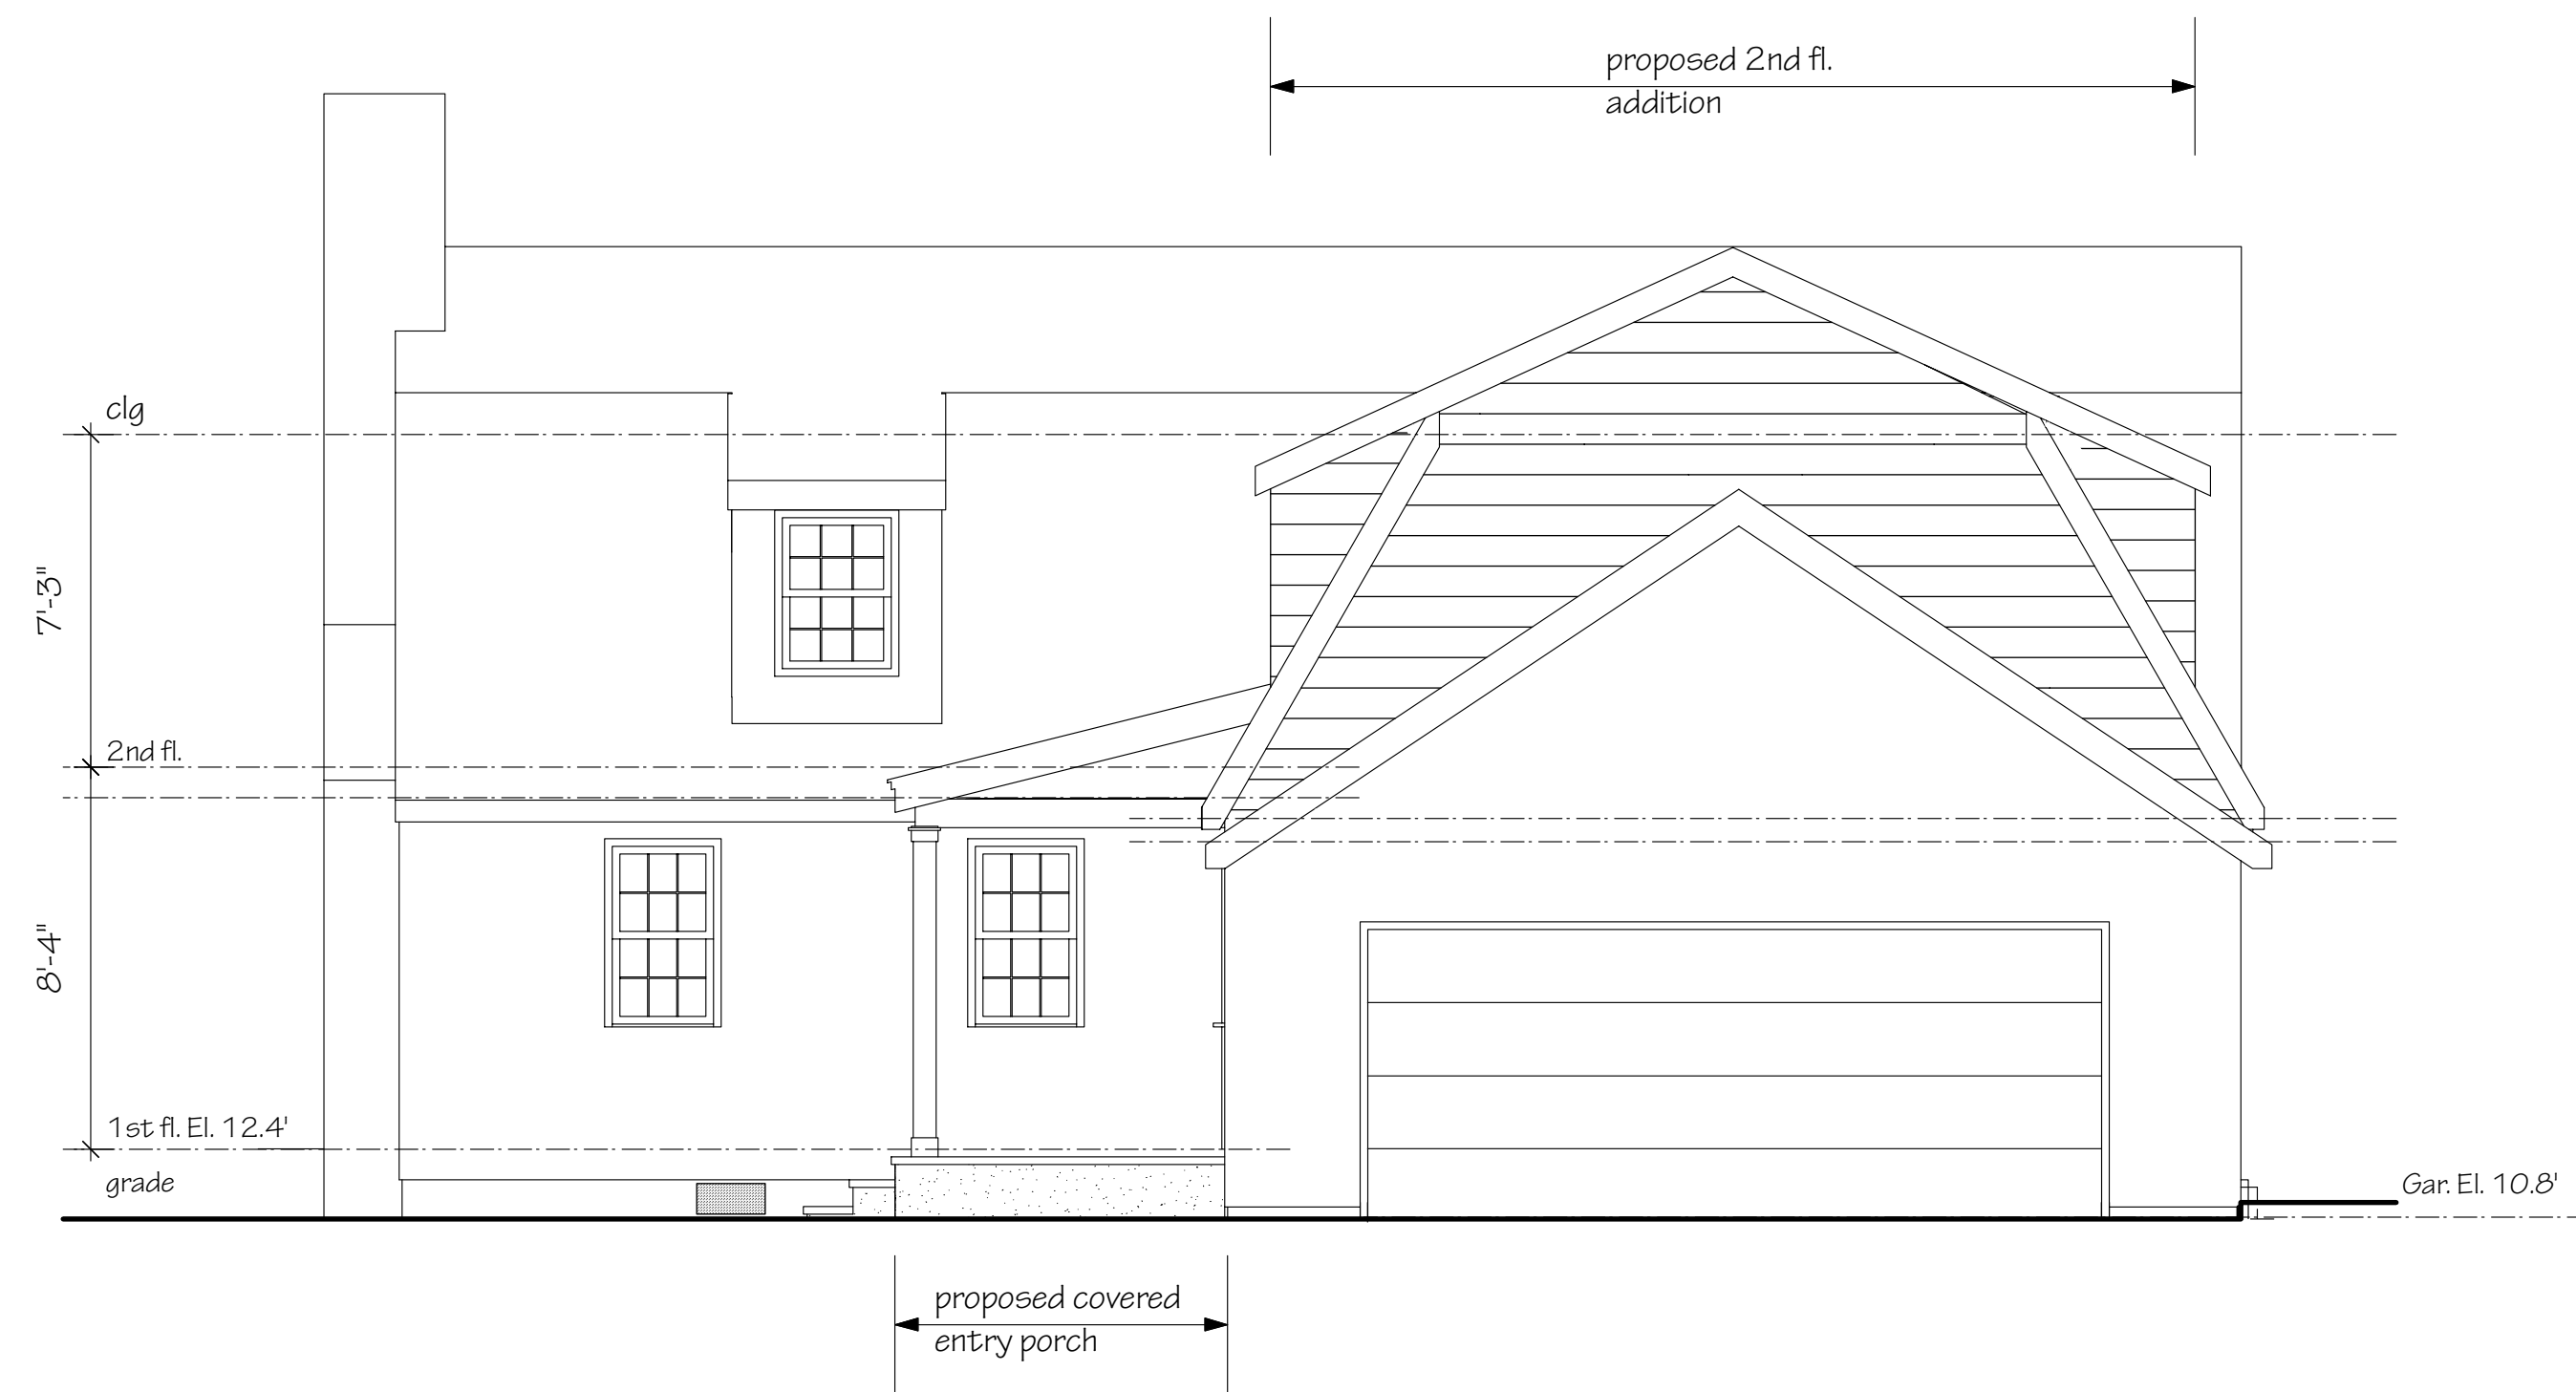 proposed 2nd fl.
addition
clg
7'-3"
2nd fl.
8'-4"
1st fl. El. 12.4'
grade
Gar. El. 10.8'
proposed covered
entry porch